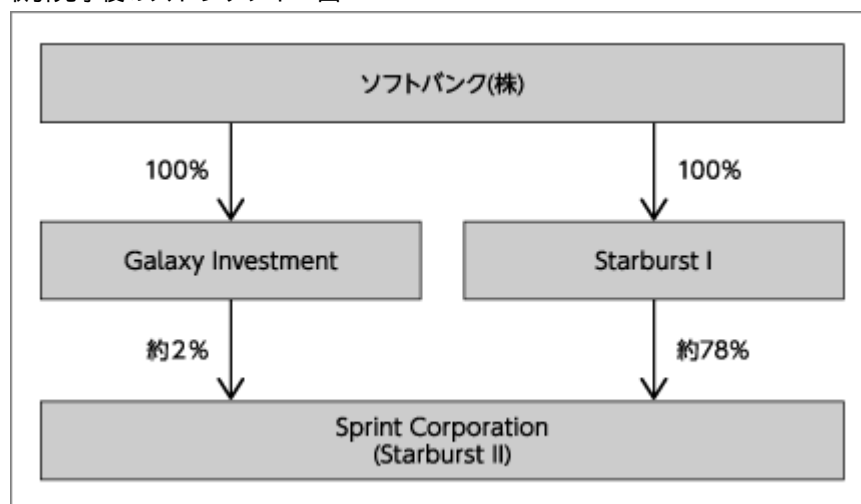 ソフトバンク(株)
100%
100%
Galaxy Investment
Starburst I
約2%
約78%
Sprint Corporation
(Starburst II)